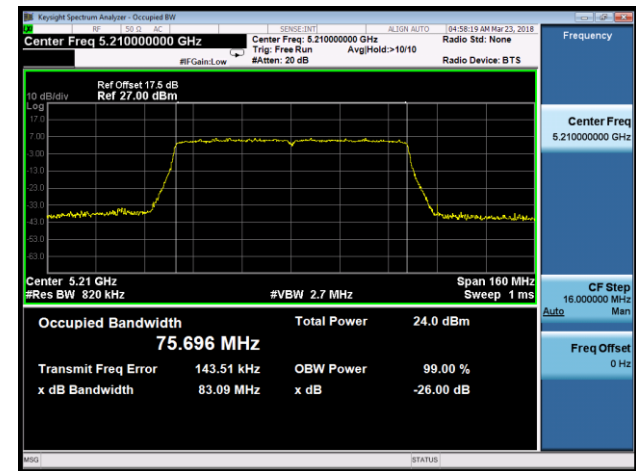 Keysight Spectrum Analyzer - Occupied BW
RF 50 Ω AC SENSE:INT ALIGN AUTO 04:58:19 AM Mar 23, 2018
Center Freq 5.210000000 GHz
Center Freq: 5.210000000 GHz
Radio Std: None
Trig: Free Run Avg|Hold:>10/10
#IFGain:Low #Atten: 20 dB
Radio Device: BTS
Frequency
Ref Offset 17.5 dB
10 dB/div Ref 27.00 dBm
Log
17.0
7.00
-3.00
-13.0
-23.0
-33.0
-43.0
-53.0
-63.0
Center 5.21 GHz Span 160 MHz
#Res BW 820 kHz #VBW 2.7 MHz Sweep 1 ms
Occupied Bandwidth Total Power 24.0 dBm
75.696 MHz
Transmit Freq Error 143.51 kHz OBW Power 99.00 %
x dB Bandwidth 83.09 MHz x dB -26.00 dB
Center Freq
5.210000000 GHz
CF Step
16.000000 MHz
Auto Man
Freq Offset
0 Hz
MSG STATUS